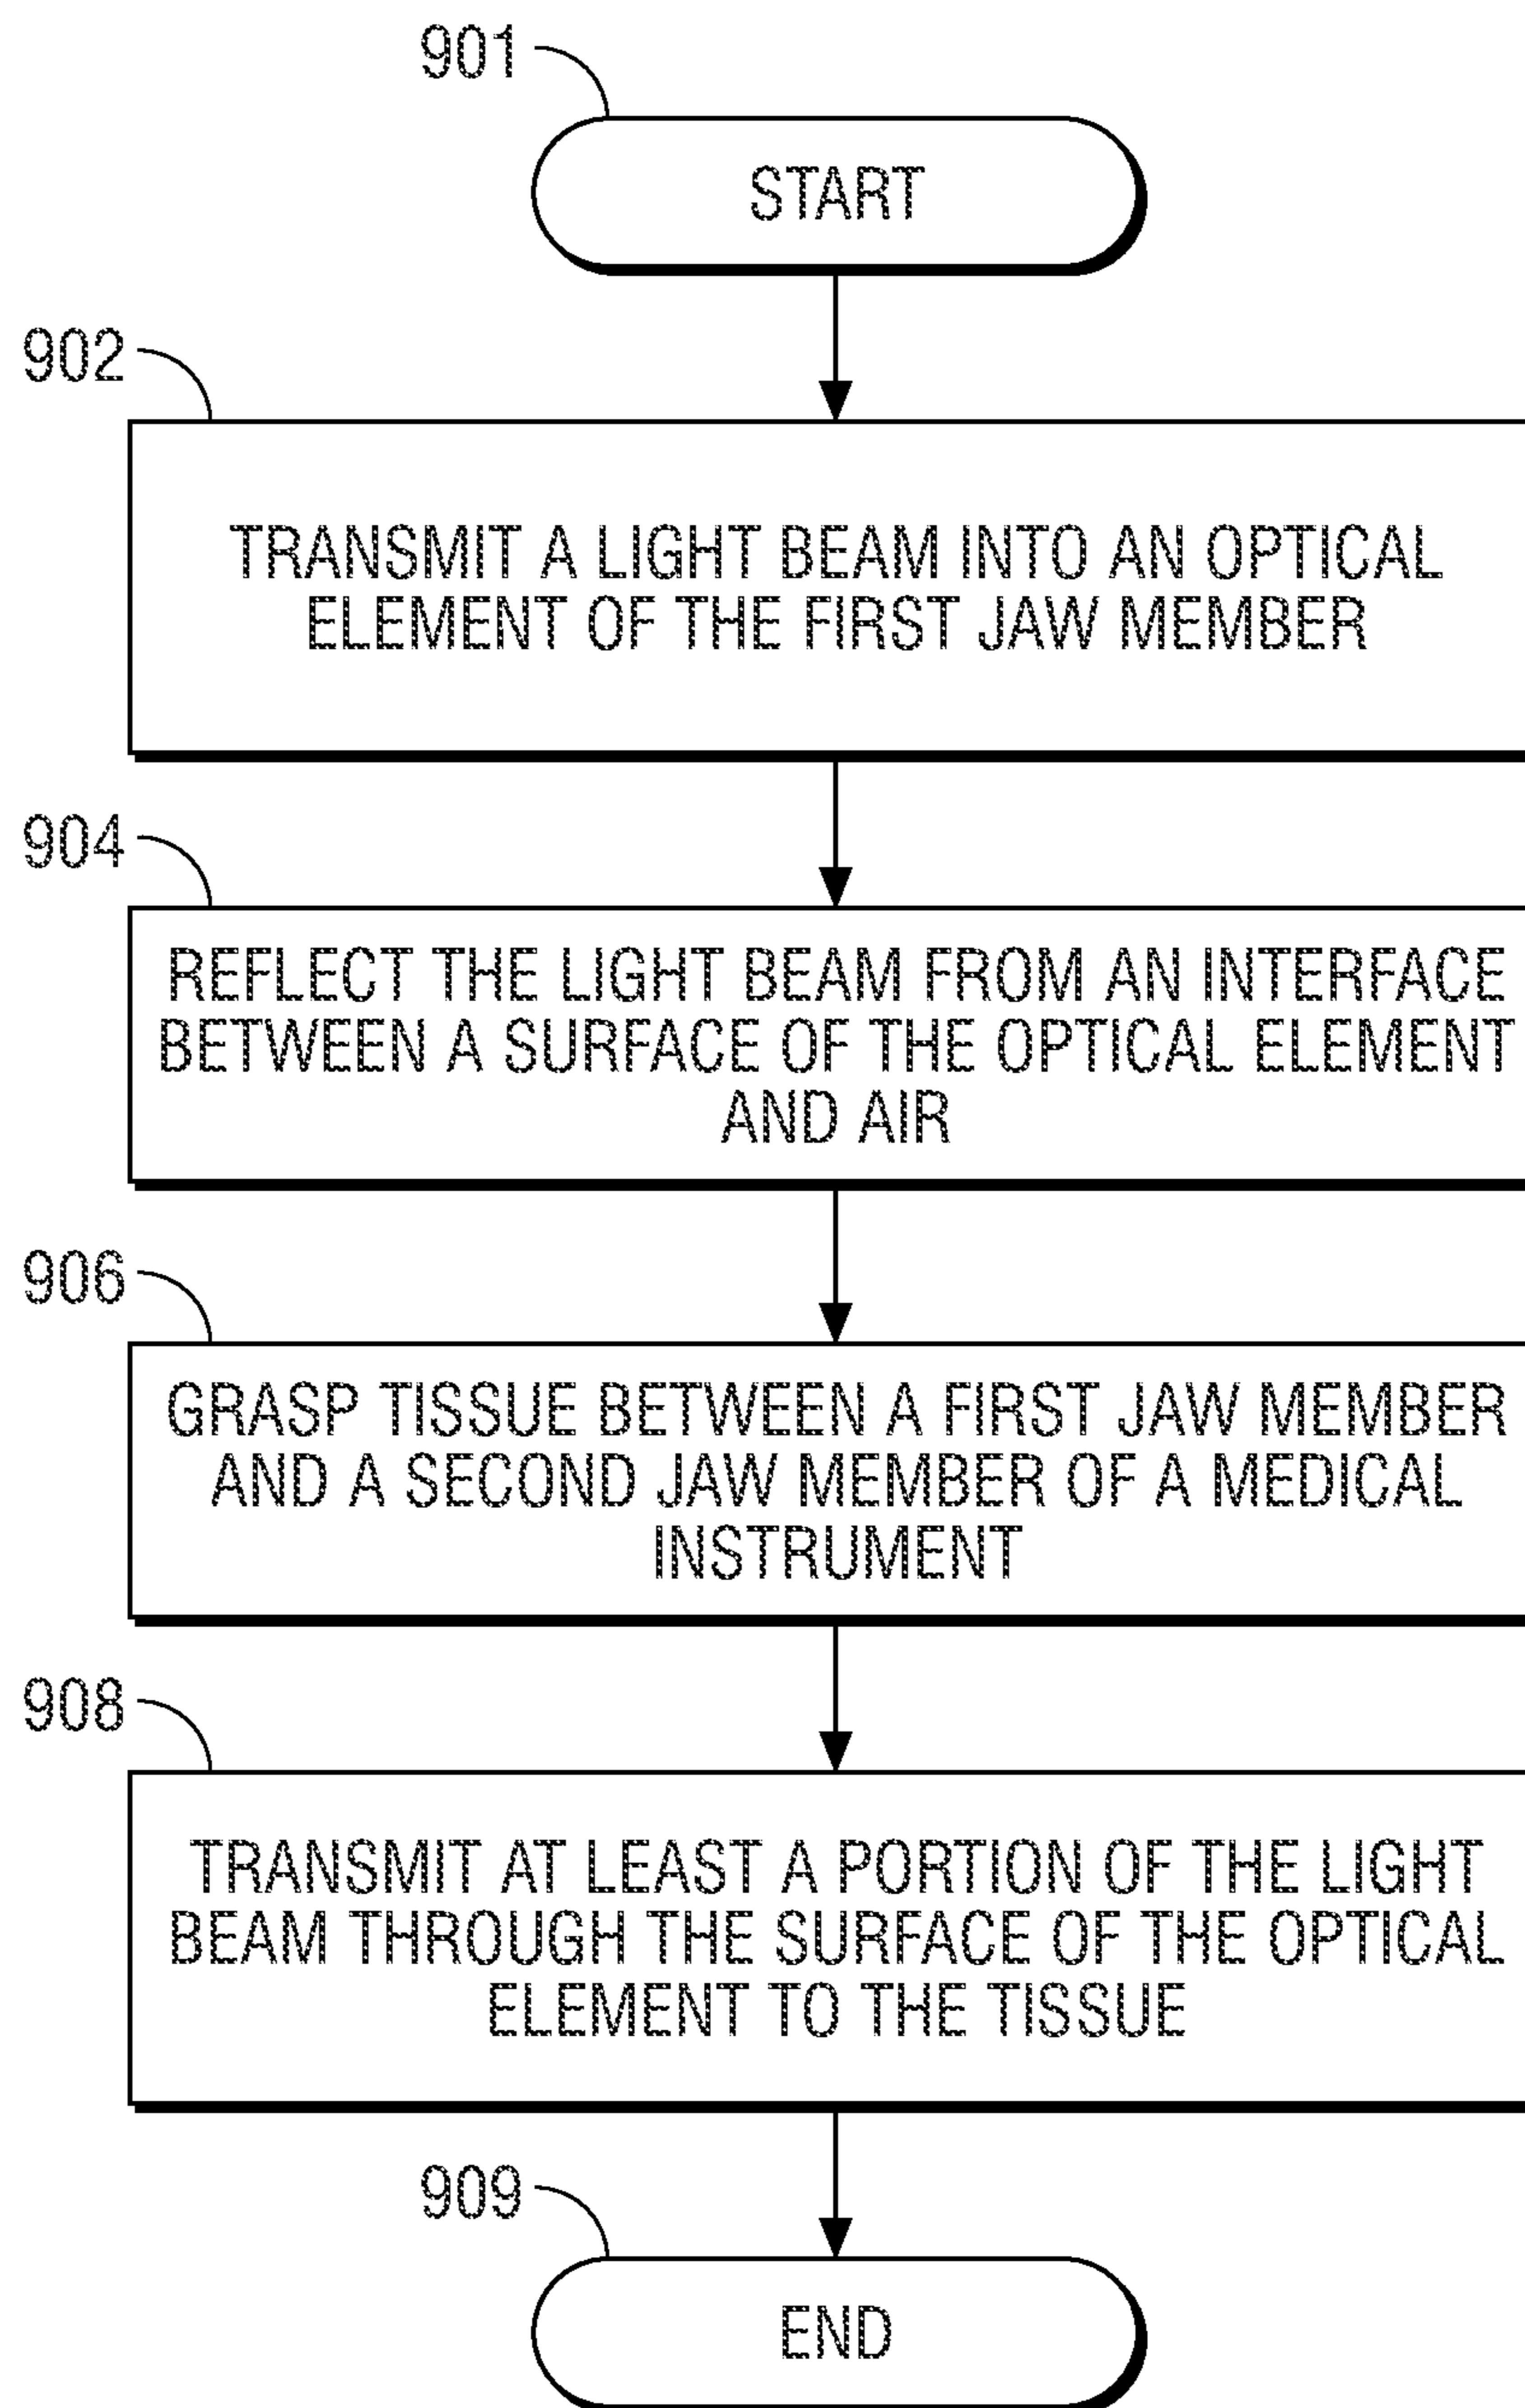 901
START
902
TRANSMIT A LIGHT BEAM INTO AN OPTICAL
ELEMENT OF THE FIRST JAW MEMBER
904
REFLECT THE LIGHT BEAM FROM AN INTERFACE
BETWEEN A SURFACE OF THE OPTICAL ELEMENT
AND AIR
906
GRASP TISSUE BETWEEN A FIRST JAW MEMBER
AND A SECOND JAW MEMBER OF A MEDICAL
INSTRUMENT
908
TRANSMIT AT LEAST A PORTION OF THE LIGHT
BEAM THROUGH THE SURFACE OF THE OPTICAL
ELEMENT TO THE TISSUE
909
END